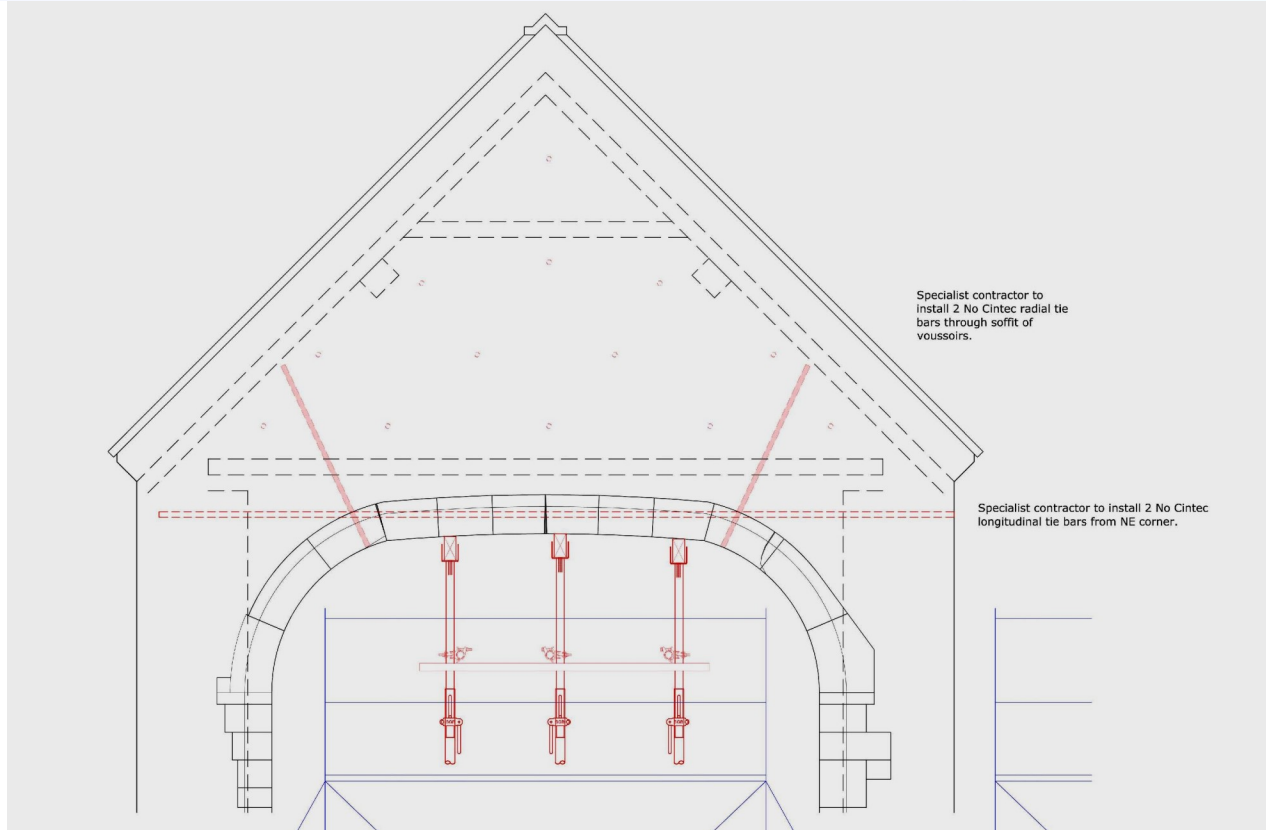 Specialist contractor to
install 2 No Cintec radial tie
bars through soffit of
voussoirs.
Specialist contractor to install 2 No Cintec
longitudinal tie bars from NE corner.